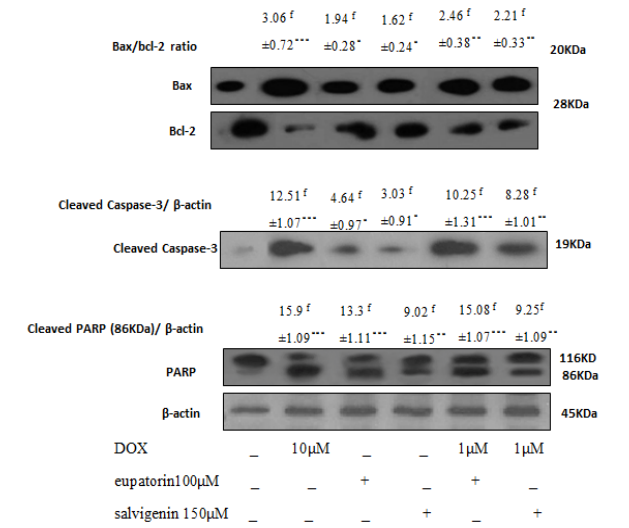 3.06 f 1.94 f 1.62 f 2.46 f 2.21 f
Bax/bcl-2 ratio ±0.72*** ±0.28* ±0.24* ±0.38** ±0.33** 20KDa
Bax
28KDa
Bcl-2
12.51 f 4.64 f 3.03 f 10.25 f 8.28 f
Cleaved Caspase-3/ β-actin
±1.07*** ±0.97* ±0.91* ±1.31*** ±1.01**
Cleaved Caspase-3 19KDa
15.9 f 13.3 f 9.02 f 15.08 f 9.25f
Cleaved PARP (86KDa)/ β-actin
±1.09*** ±1.11*** ±1.15** ±1.07*** ±1.09**
116KD
PARP 86KDa
β-actin 45KDa
DOX _ 10μM _ _ 1μM 1μM
eupatorin100μM _ _ + _ + _
salvigenin 150μM _ _ _ + _ +